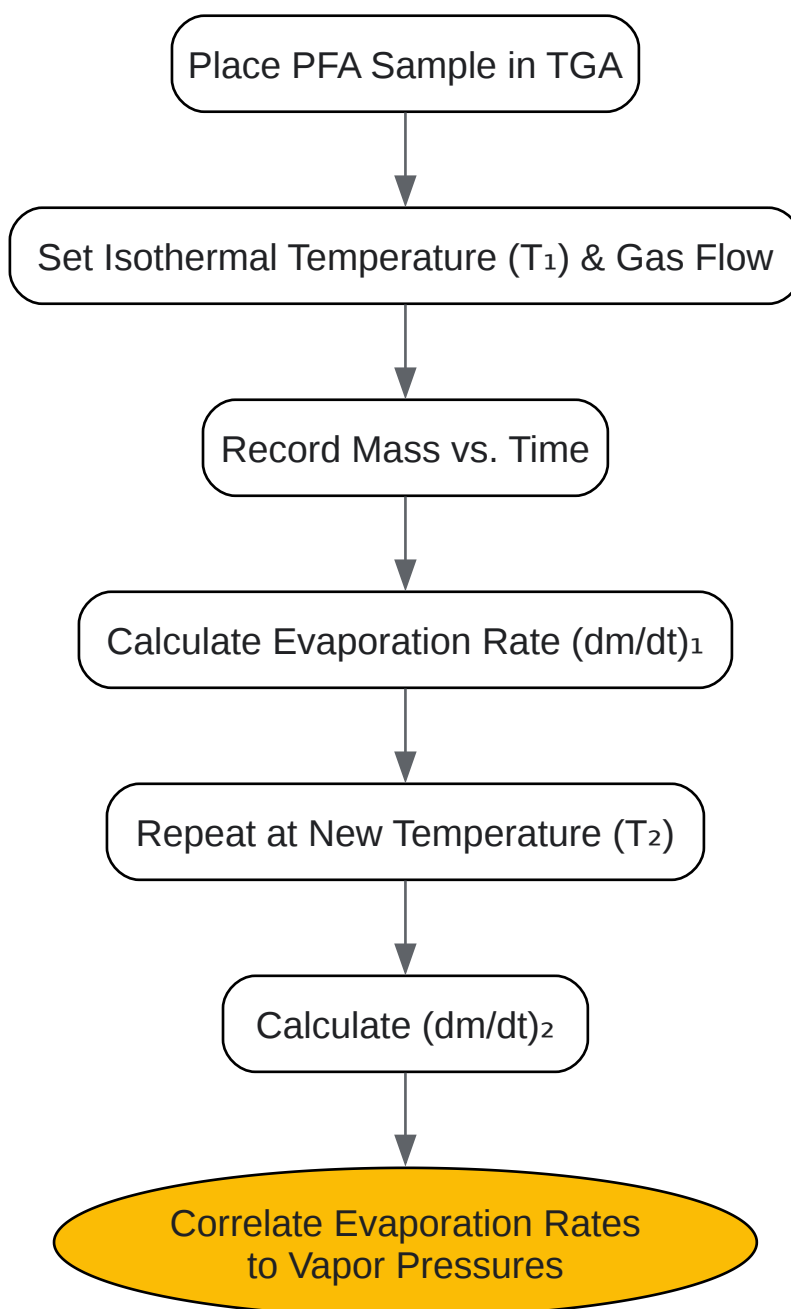 Place PFA Sample in TGA
Set Isothermal Temperature (T₁) & Gas Flow
Record Mass vs. Time
Calculate Evaporation Rate (dm/dt)₁
Repeat at New Temperature (T₂)
Calculate (dm/dt)₂
Correlate Evaporation Rates
to Vapor Pressures